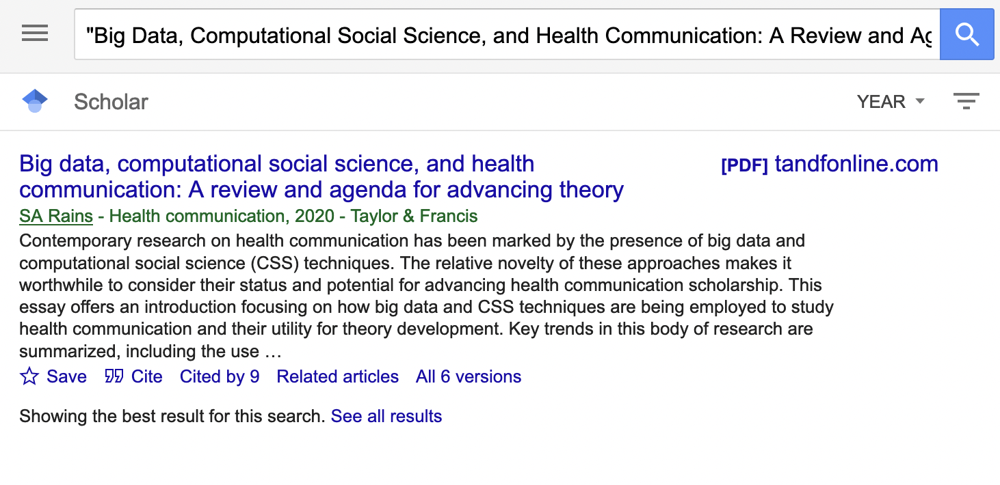 "Big Data, Computational Social Science, and Health Communication: A Review and Ag
Scholar
YEAR
Big data, computational social science, and health
communication: A review and agenda for advancing theory
[PDF] tandfonline.com
SA Rains - Health communication, 2020 - Taylor & Francis
Contemporary research on health communication has been marked by the presence of big data and
computational social science (CSS) techniques. The relative novelty of these approaches makes it
worthwhile to consider their status and potential for advancing health communication scholarship. This
essay offers an introduction focusing on how big data and CSS techniques are being employed to study
health communication and their utility for theory development. Key trends in this body of research are
summarized, including the use …
Save Cite Cited by 9 Related articles All 6 versions
Showing the best result for this search. See all results